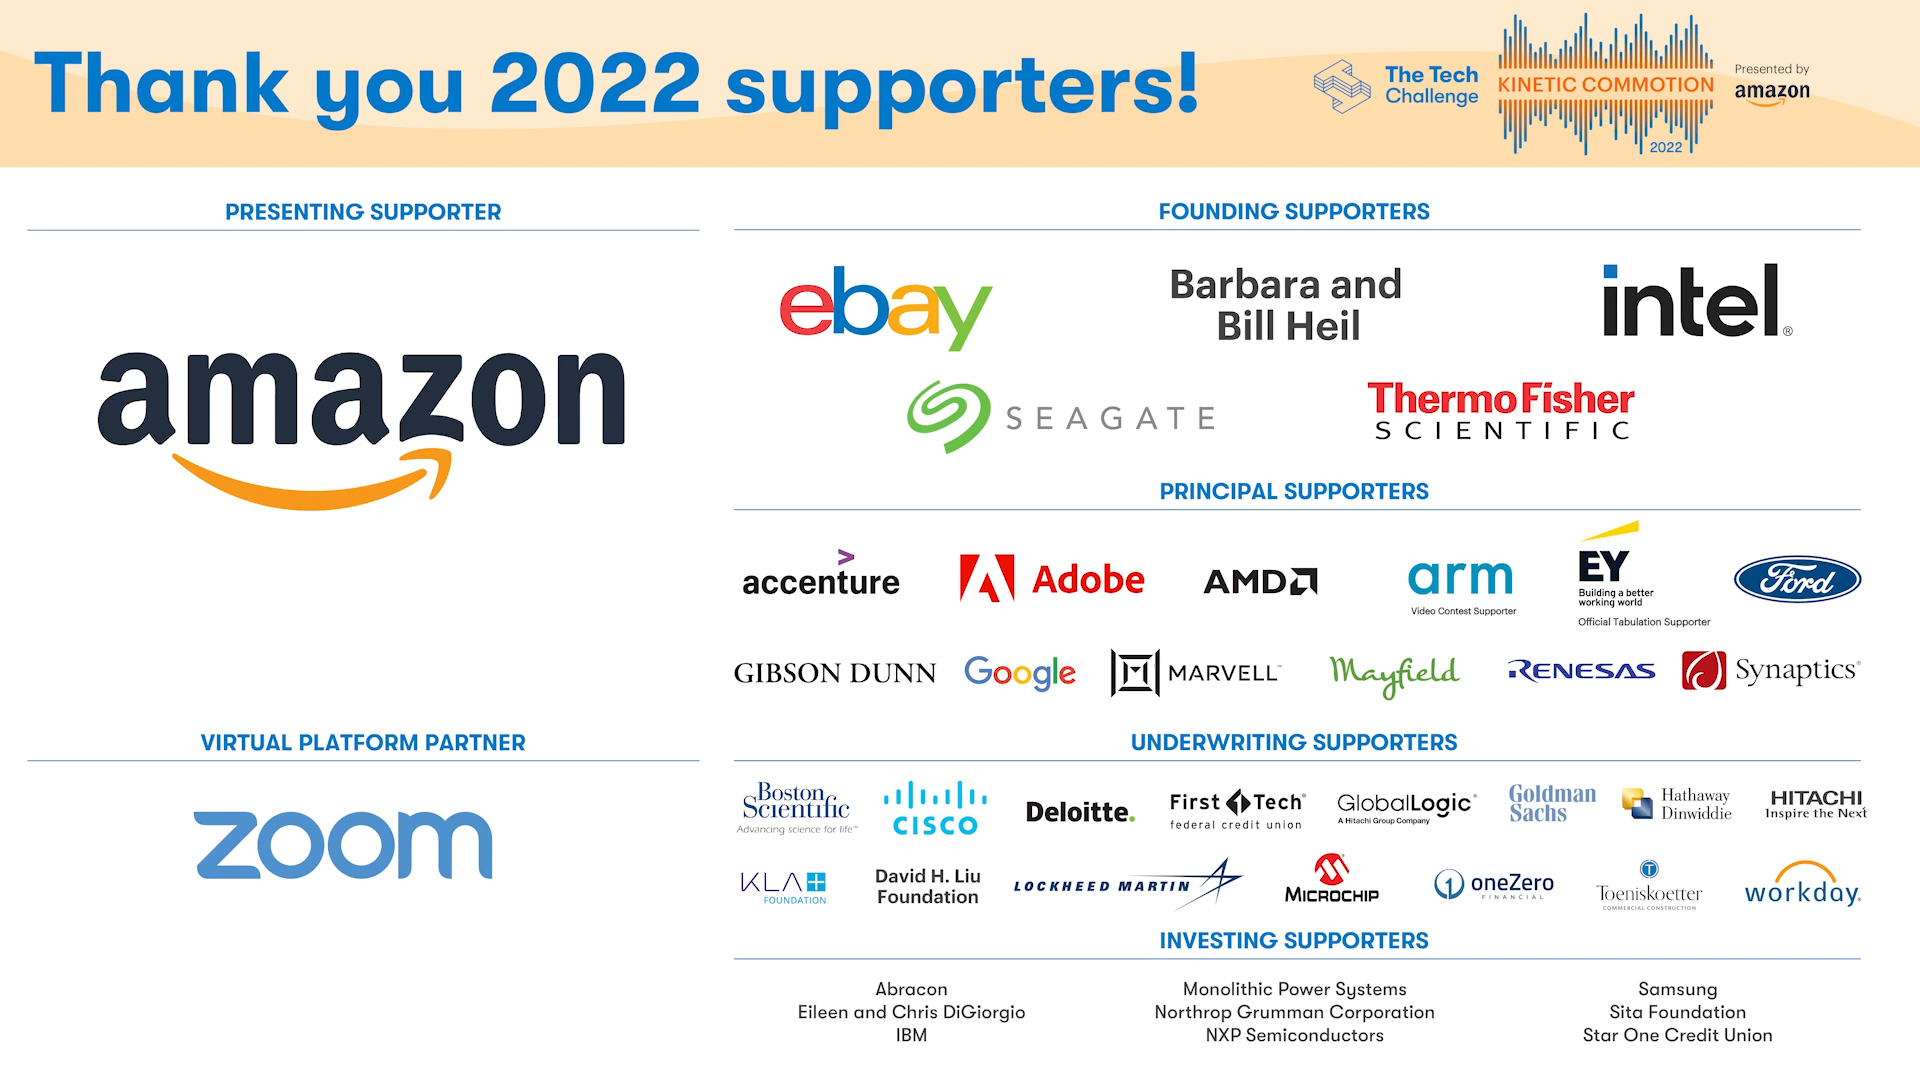 Thank you 2022 supporters!
The Tech
Challenge
KINETIC COMMOTION
2022
Presented by
amazon
PRESENTING SUPPORTER
amazon
VIRTUAL PLATFORM PARTNER
zoom
FOUNDING SUPPORTERS
ebay
Barbara and
Bill Heil
intel®
SEAGATE
ThermoFisher
SCIENTIFIC
PRINCIPAL SUPPORTERS
accenture
Adobe
AMD
arm
Video Contest Supporter
EY
Building a better
working world
Official Tabulation Supporter
Ford
GIBSON DUNN
Google
MARVELL™
Mayfield
RENESAS
Synaptics®
UNDERWRITING SUPPORTERS
Boston
Scientific
Advancing science for life™
CISCO
Deloitte.
First Tech®
federal credit union
GlobalLogic®
A Hitachi Group Company
Goldman
Sachs
Hathaway
Dinwiddie
HITACHI
Inspire the Next
KLA+
FOUNDATION
David H. Liu
Foundation
LOCKHEED MARTIN
MICROCHIP
oneZero
FINANCIAL
Toeniskoetter
COMMERCIAL CONSTRUCTION
workday®
INVESTING SUPPORTERS
Abracon
Eileen and Chris DiGiorgio
IBM
Monolithic Power Systems
Northrop Grumman Corporation
NXP Semiconductors
Samsung
Sita Foundation
Star One Credit Union